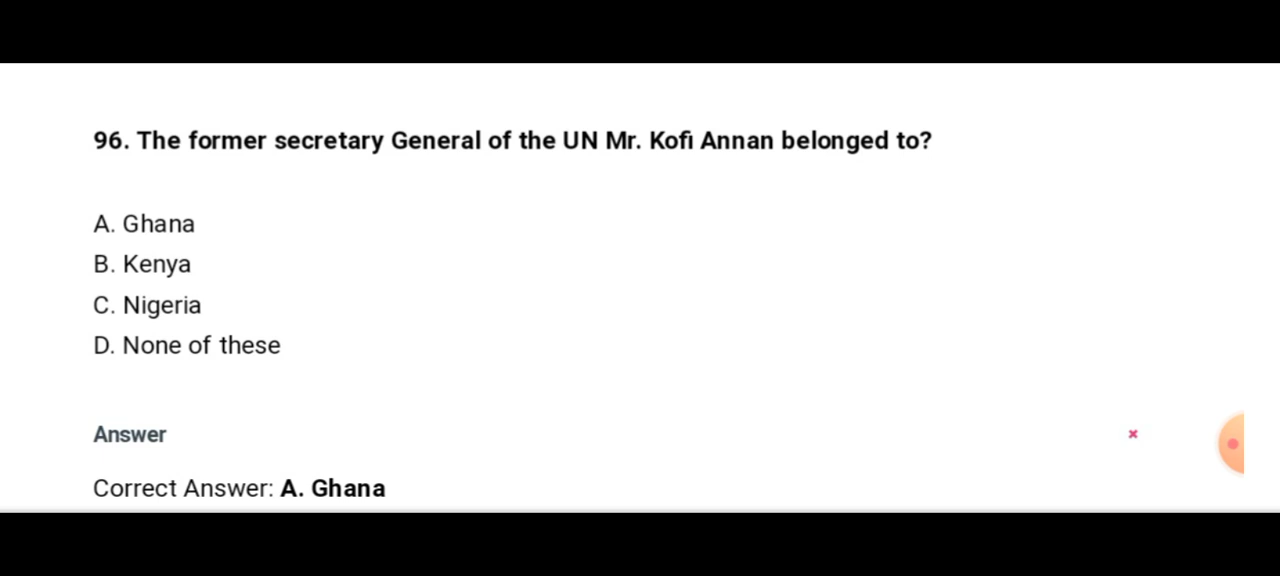 96. The former secretary General of the UN Mr. Kofi Annan belonged to?
A. Ghana
B. Kenya
C. Nigeria
D. None of these
Answer
Correct Answer: A. Ghana